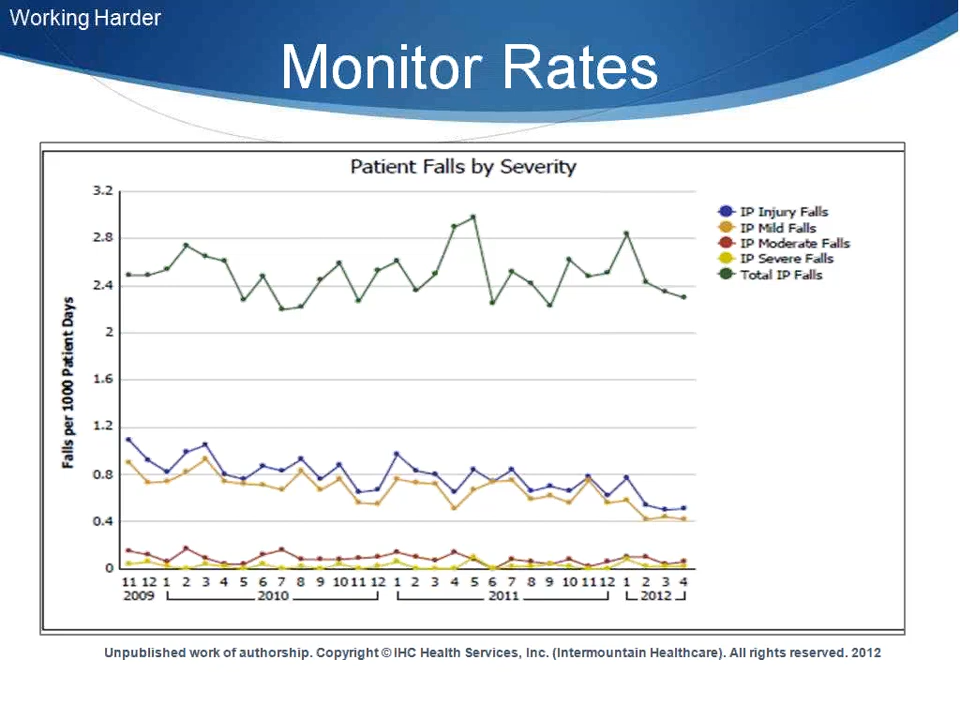 Working Harder
Monitor Rates
Patient Falls by Severity
3.2
2.8
2.4
2
1.6
1.2
0.8
0.4
0
Falls per 1000 Patient Days
IP Injury Falls
IP Mild Falls
IP Moderate Falls
IP Severe Falls
Total IP Falls
11 12 1 2 3 4 5 6 7 8 9 10 11 12 1 2 3 4 5 6 7 8 9 10 11 12 1 2 3 4
2009 2010 2011 2012
Unpublished work of authorship. Copyright © IHC Health Services, Inc. (Intermountain Healthcare). All rights reserved. 2012